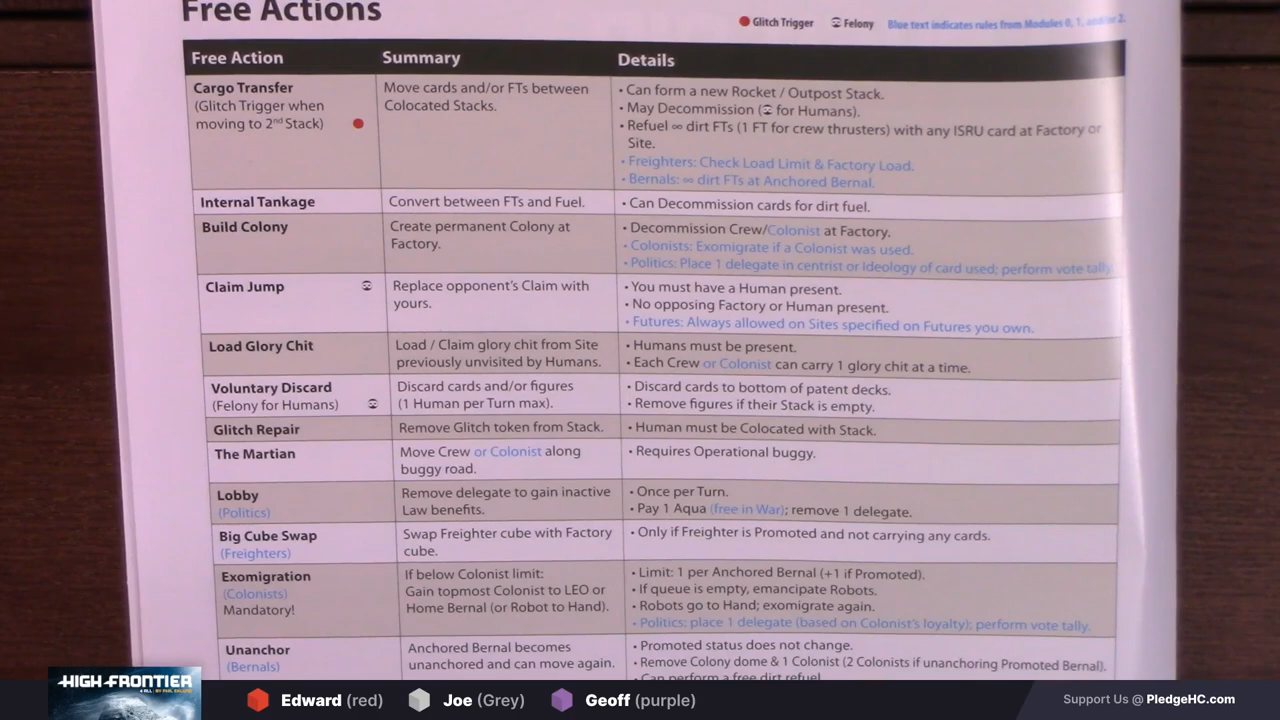 Free Actions
Glitch Trigger Felony Blue text indicates rules from Modules 0, 1, and/or 2.
Free Action Summary Details
Cargo Transfer
(Glitch Trigger when
moving to 2nd Stack)
Move cards and/or FTs between
Colocated Stacks.
• Can form a new Rocket / Outpost Stack.
• May Decommission ( for Humans).
• Refuel ∞ dirt FTs (1 FT for crew thrusters) with any ISRU card at Factory or
Site.
• Freighters: Check Load Limit & Factory Load.
• Bernals: ∞ dirt FTs at Anchored Bernal.
Internal Tankage
Convert between FTs and Fuel.
• Can Decommission cards for dirt fuel.
Build Colony
Create permanent Colony at
Factory.
• Decommission Crew/Colonist at Factory.
• Colonists: Exomigrate if a Colonist was used.
• Politics: Place 1 delegate in centrist or ideology of card used; perform vote tally.
Claim Jump
Replace opponent's Claim with
yours.
• You must have a Human present.
• No opposing Factory or Human present.
• Futures: Always allowed on Sites specified on Futures you own.
Load Glory Chit
Load / Claim glory chit from Site
previously unvisited by Humans.
• Humans must be present.
• Each Crew or Colonist can carry 1 glory chit at a time.
Voluntary Discard
(Felony for Humans)
Discard cards and/or figures
(1 Human per Turn max).
• Discard cards to bottom of patent decks.
• Remove figures if their Stack is empty.
Glitch Repair
Remove Glitch token from Stack.
• Human must be Colocated with Stack.
The Martian
Move Crew or Colonist along
buggy road.
• Requires Operational buggy.
Lobby
(Politics)
Remove delegate to gain inactive
Law benefits.
• Once per Turn.
• Pay 1 Aqua (free in War); remove 1 delegate.
Big Cube Swap
(Freighters)
Swap Freighter cube with Factory
cube.
• Only if Freighter is Promoted and not carrying any cards.
Exomigration
(Colonists)
Mandatory!
If below Colonist limit:
Gain topmost Colonist to LEO or
Home Bernal (or Robot to Hand).
• Limit: 1 per Anchored Bernal (+1 if Promoted).
• If queue is empty, emancipate Robots.
• Robots go to Hand; exomigrate again.
• Politics: place 1 delegate (based on Colonist's loyalty); perform vote tally.
Unanchor
(Bernals)
Anchored Bernal becomes
unanchored and can move again.
• Promoted status does not change.
• Remove Colony dome & 1 Colonist (2 Colonists if unanchoring Promoted Bernal).
• Can perform a free dirt refuel
HIGH FRONTIER
4 ALL
Edward (red) Joe (Grey) Geoff (purple) Support Us @ PledgeHC.com